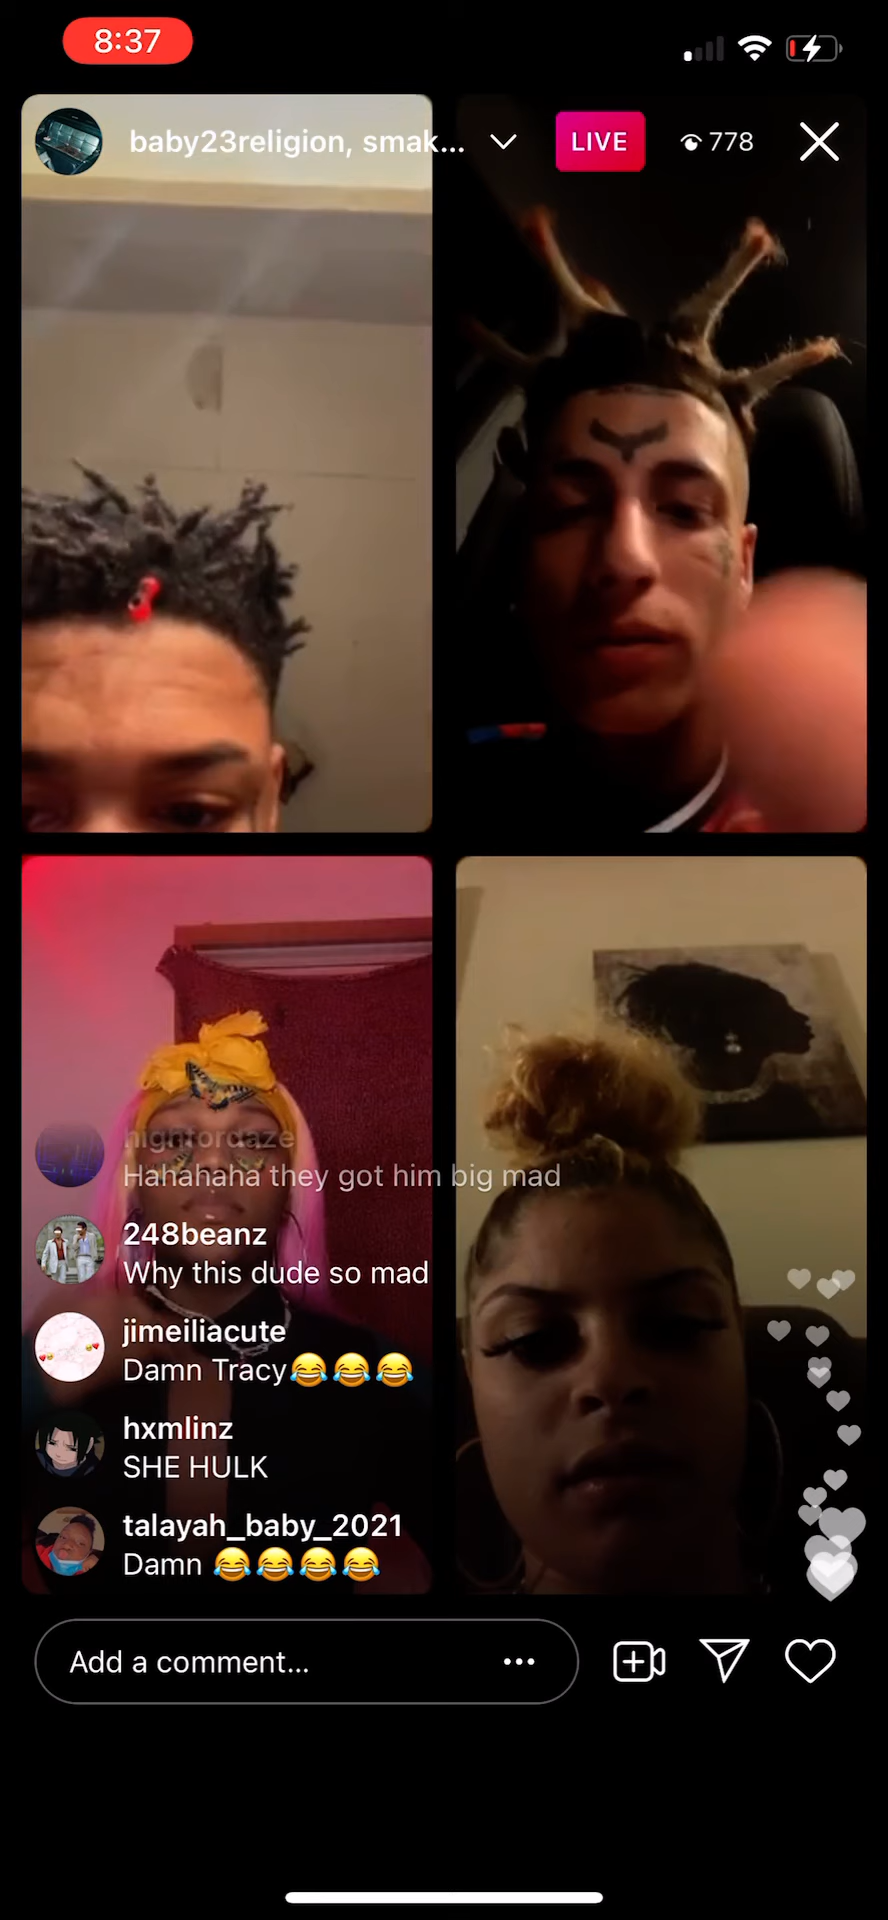 8:37
baby23religion, smak...
LIVE
778
nightordaze
Hahahaha they got him big mad
248beanz
Why this dude so mad
jimeiliacute
Damn Tracy😂😂😂
hxmlinz
SHE HULK
talayah_baby_2021
Damn 😂😂😂😂
Add a comment...